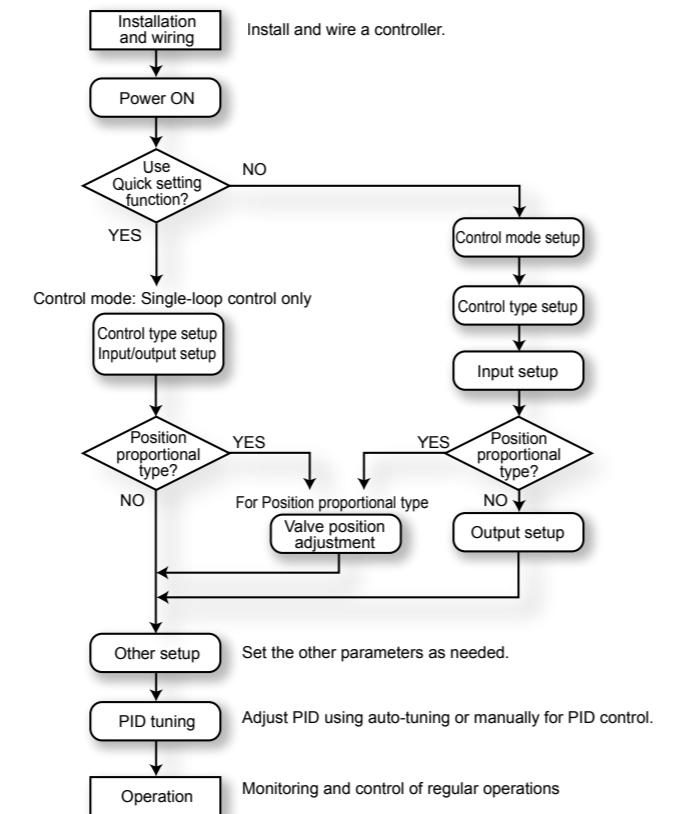 Installation
and wiring
Install and wire a controller.
Power ON
Use
Quick setting
function?
NO
YES
Control mode setup
Control mode: Single-loop control only
Control type setup
Control type setup
Input/output setup
Input setup
Position
proportional
type?
YES
NO
YES
Position
proportional
type?
NO
For Position proportional type
Valve position
adjustment
Output setup
Other setup
Set the other parameters as needed.
PID tuning
Adjust PID using auto-tuning or manually for PID control.
Operation
Monitoring and control of regular operations